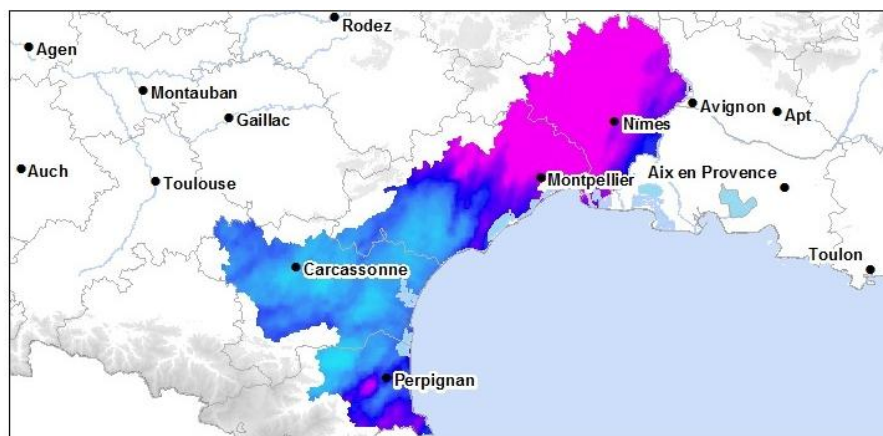 Rodez
Agen
Montauban
Avignon
Gaillac
Apt
Nîmes
Auch
Toulouse
Montpellier
Aix en Provence
Toulon
Carcassonne
Perpignan